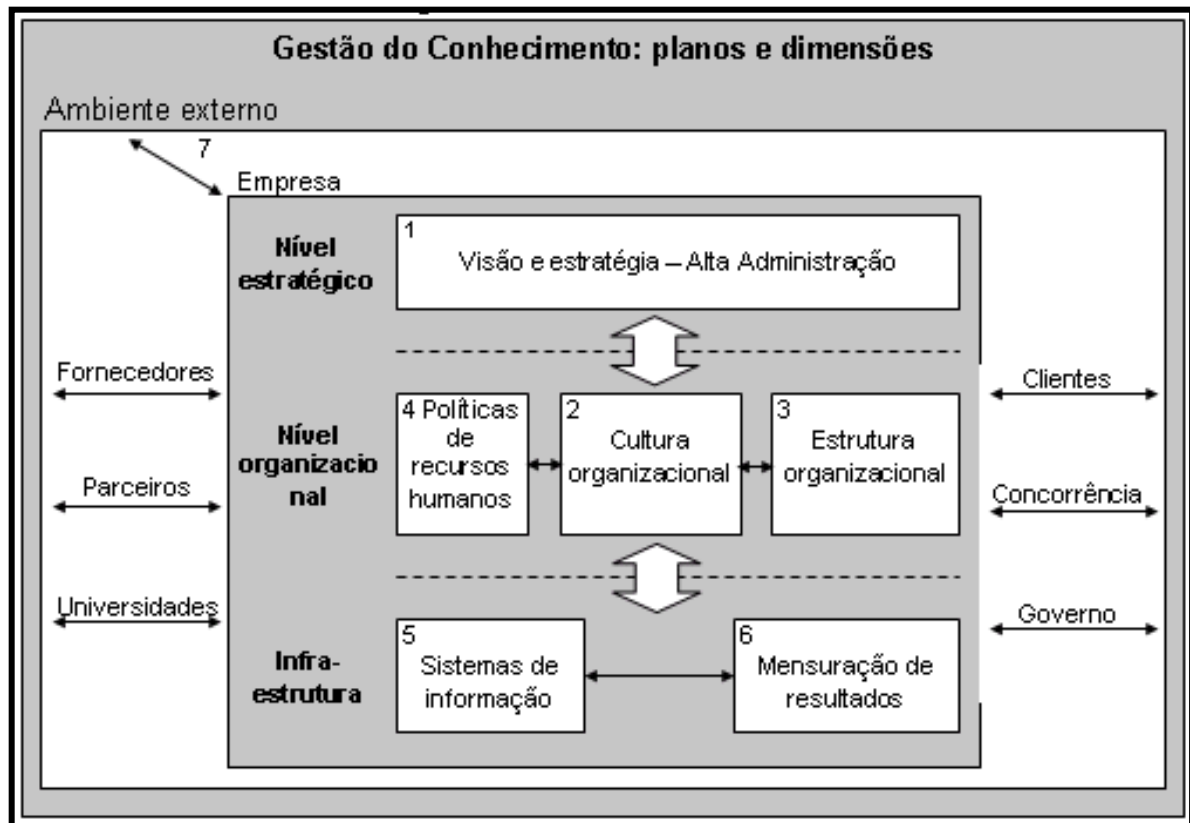 Gestão do Conhecimento: planos e dimensões
Ambiente externo
7
Empresa
Nível
estratégico
1
Visão e estratégia – Alta Administração
Fornecedores
Parceiros
Universidades
Nível
organizacio
nal
4 Políticas
de
recursos
humanos
2
Cultura
organizacional
3
Estrutura
organizacional
Clientes
Concorrência
Governo
Infra-
estrutura
5
Sistemas de
informação
6
Mensuração de
resultados